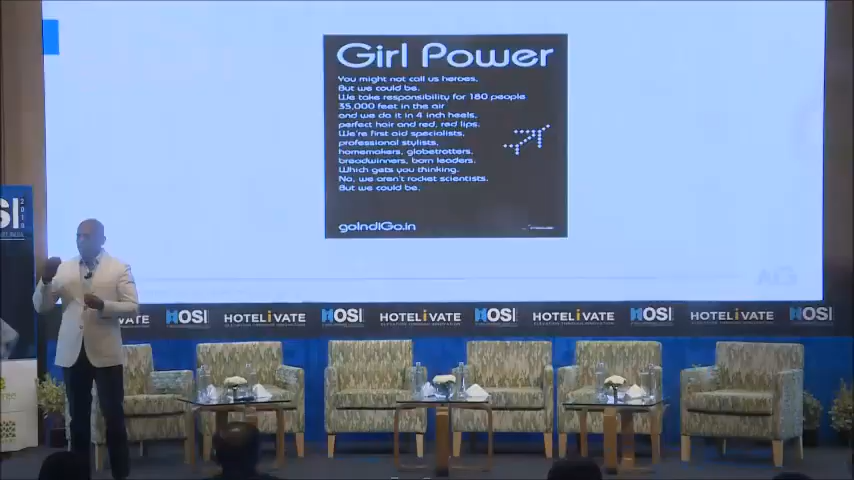 Girl Power
You might not call us heroes.
But we could be.
We take responsibility for 180 people
35,000 feet in the air
and we do it in 4 inch heels,
perfect hair and red, red lips.
We're first aid specialists,
professional stylists,
homemakers, globetrotters,
breadwinners, born leaders.
Which gets you thinking.
No, we aren't rocket scientists.
But we could be.
goIndiGo.in
HOSI HOTELiVATE HOSI HOTELiVATE HOSI HOTELiVATE HOSI HOTELiVATE HOSI